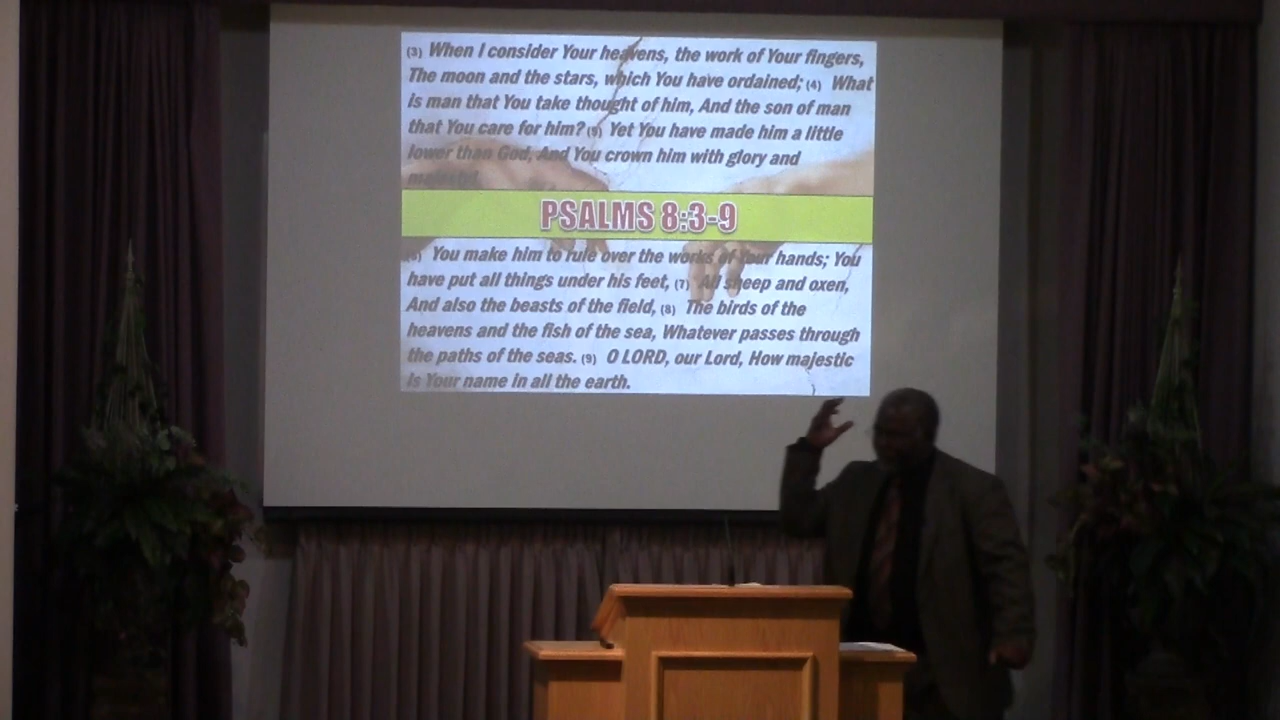 (3) When I consider Your heavens, the work of Your fingers,
The moon and the stars, which You have ordained; (4) What
is man that You take thought of him, And the son of man
that You care for him? (5) Yet You have made him a little
lower than God, And You crown him with glory and
majesty!
PSALMS 8:3-9
(6) You make him to rule over the works of Your hands; You
have put all things under his feet, (7) All sheep and oxen,
And also the beasts of the field, (8) The birds of the
heavens and the fish of the sea, Whatever passes through
the paths of the seas. (9) O LORD, our Lord, How majestic
is Your name in all the earth.